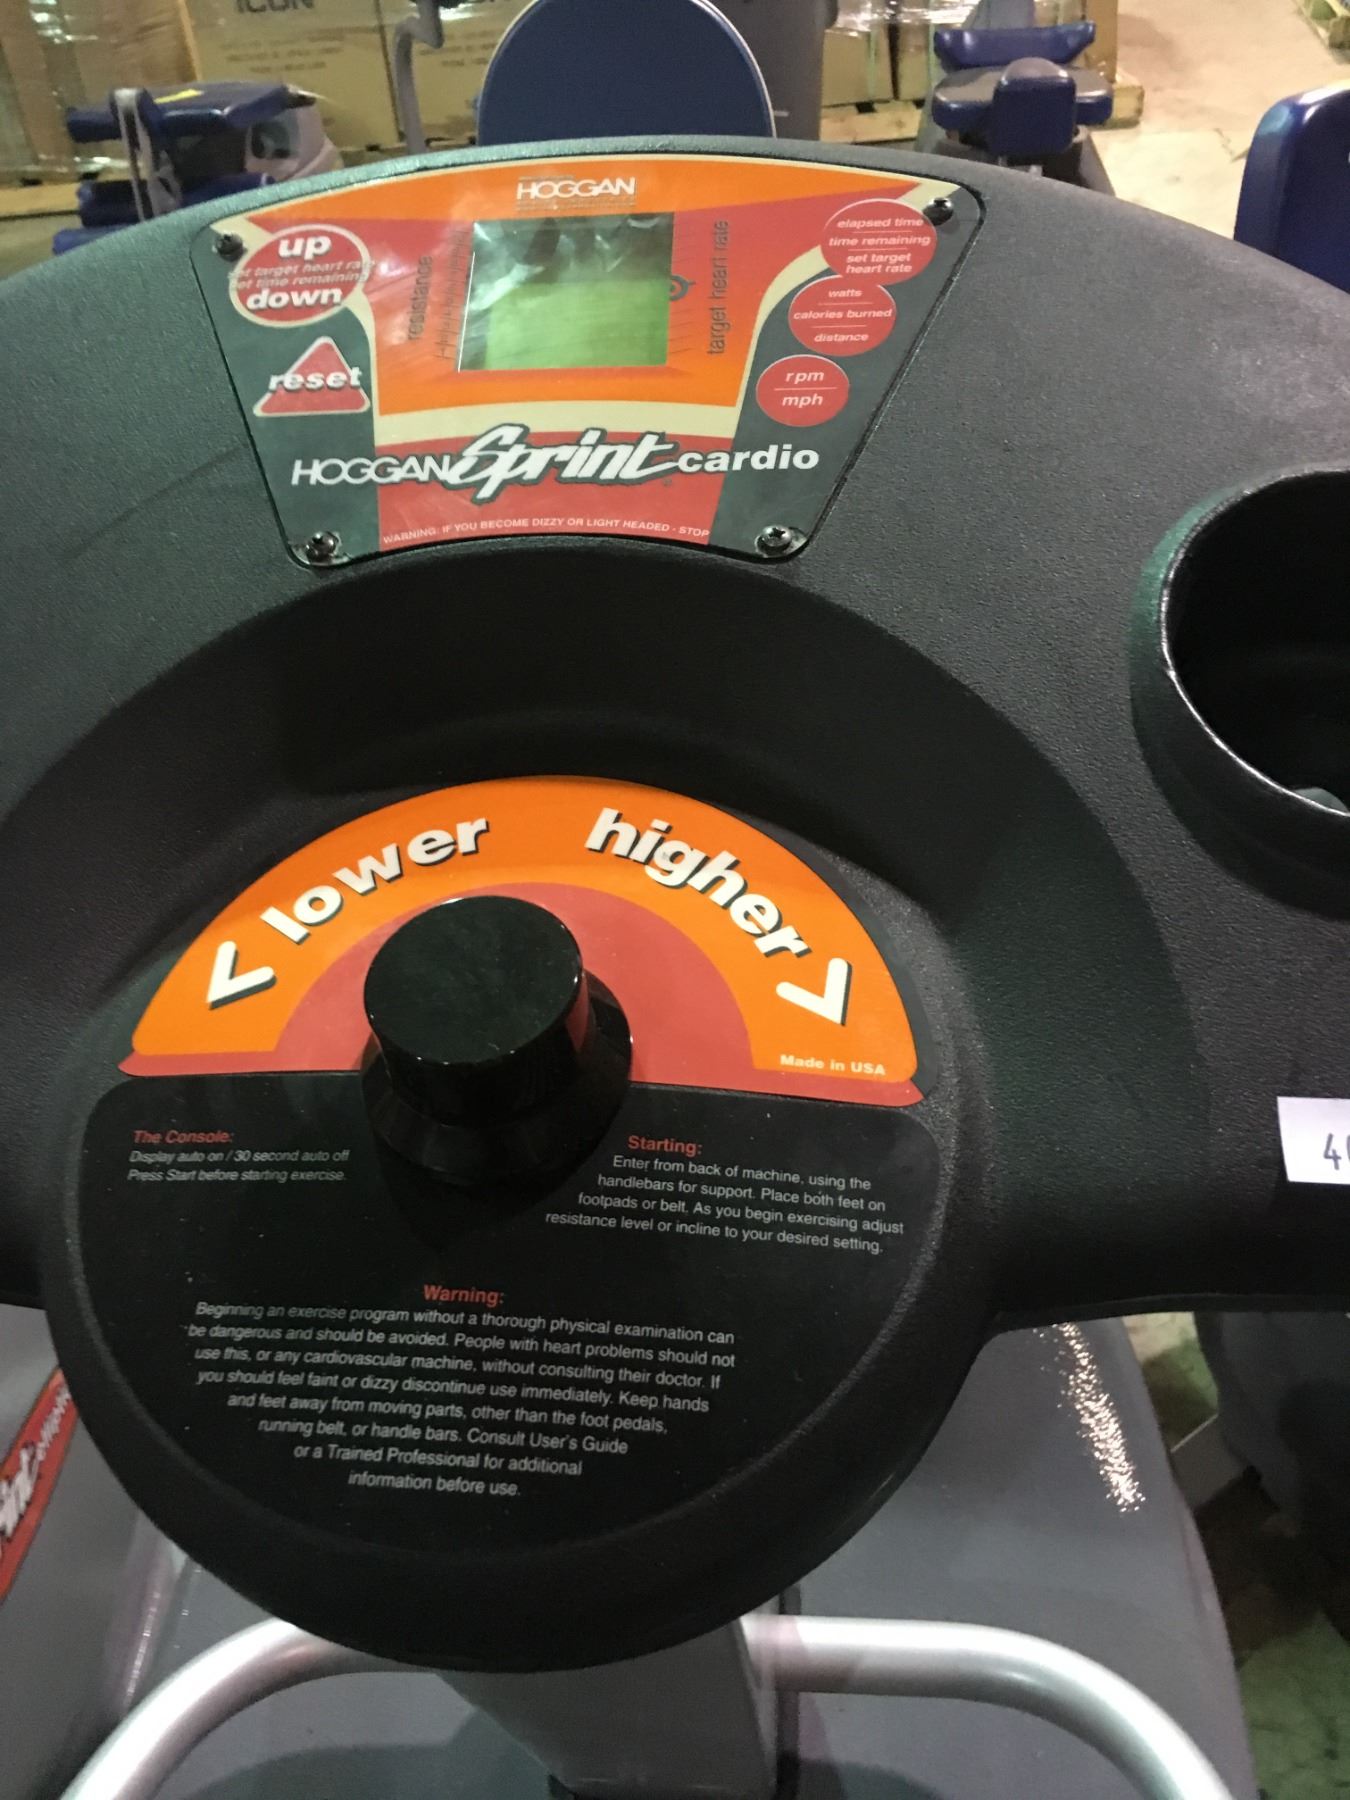 ICON
HOGGAN
up
set target heart rate
set time remaining
down
reset
resistance
target heart rate
elapsed time
time remaining
set target
heart rate
watts
calories burned
distance
rpm
mph
HOGGAN Sprint cardio
WARNING: IF YOU BECOME DIZZY OR LIGHT HEADED - STOP
< lower higher >
Made in USA
The Console:
Display auto on / 30 second auto off
Press Start before starting exercise.
Starting:
Enter from back of machine, using the
handlebars for support. Place both feet on
footpads or belt. As you begin exercising adjust
resistance level or incline to your desired setting.
Warning:
Beginning an exercise program without a thorough physical examination can
be dangerous and should be avoided. People with heart problems should not
use this, or any cardiovascular machine, without consulting their doctor. If
you should feel faint or dizzy discontinue use immediately. Keep hands
and feet away from moving parts, other than the foot pedals,
running belt, or handle bars. Consult User's Guide
or a Trained Professional for additional
information before use.